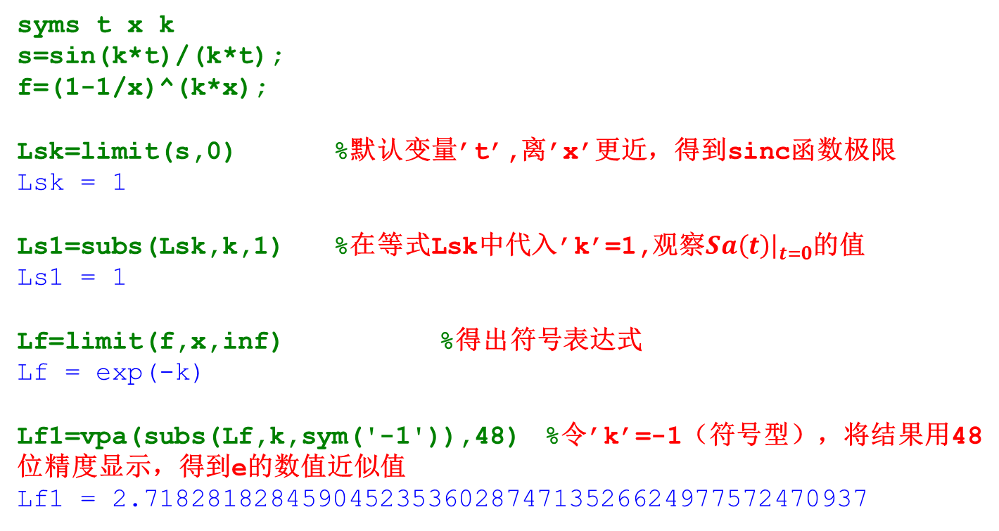 syms t x k
s=sin(k*t)/(k*t);
f=(1-1/x)^(k*x);
Lsk=limit(s,0) %默认变量’t’,离’x’更近，得到sinc函数极限
Lsk = 1
Ls1=subs(Lsk,k,1) %在等式Lsk中代入’k’=1,观察Sa(t)|t=0的值
Ls1 = 1
Lf=limit(f,x,inf) %得出符号表达式
Lf = exp(-k)
Lf1=vpa(subs(Lf,k,sym('-1')),48) %令’k’=-1（符号型），将结果用48
位精度显示，得到e的数值近似值
Lf1 = 2.71828182845904523536028747135266249775724709​37